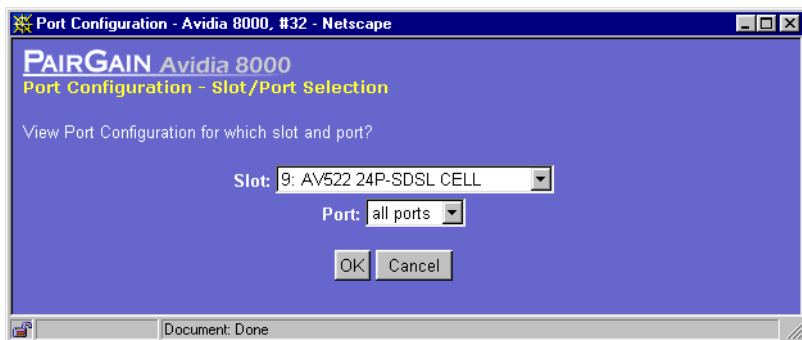 Port Configuration - Avidia 8000, #32 - Netscape
PAIRGAIN Avidia 8000
Port Configuration - Slot/Port Selection
View Port Configuration for which slot and port?
Slot: 9: AV522 24P-SDSL CELL
Port: all ports
OK Cancel
Document: Done